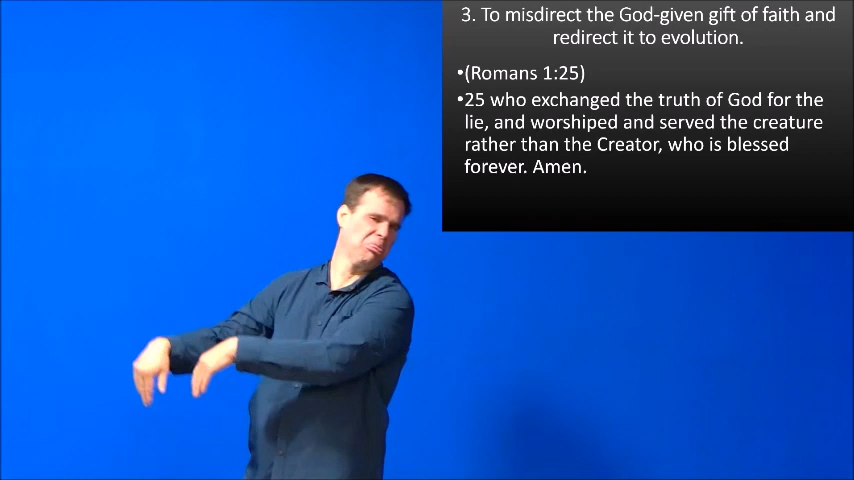 3. To misdirect the God-given gift of faith and
redirect it to evolution.
•(Romans 1:25)
•25 who exchanged the truth of God for the
lie, and worshiped and served the creature
rather than the Creator, who is blessed
forever. Amen.